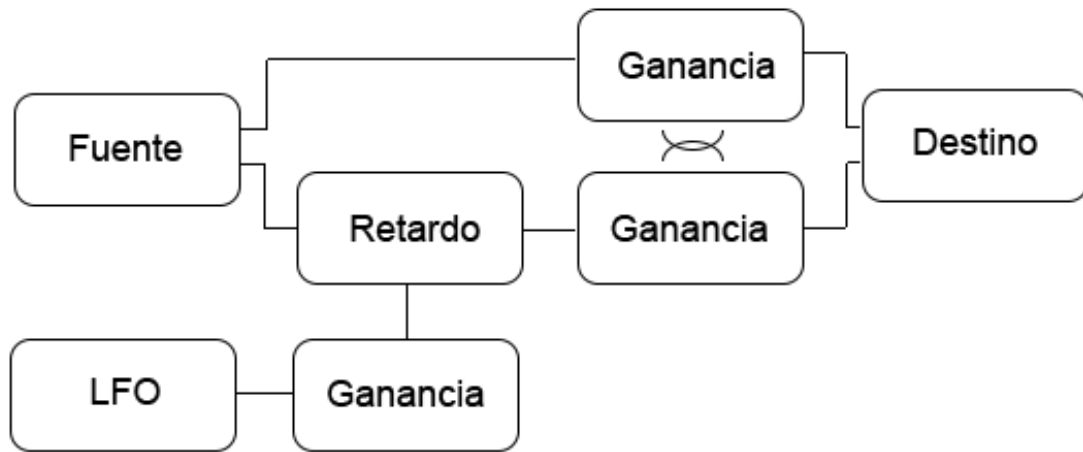 Ganancia
Fuente
Destino
Retardo
Ganancia
LFO
Ganancia